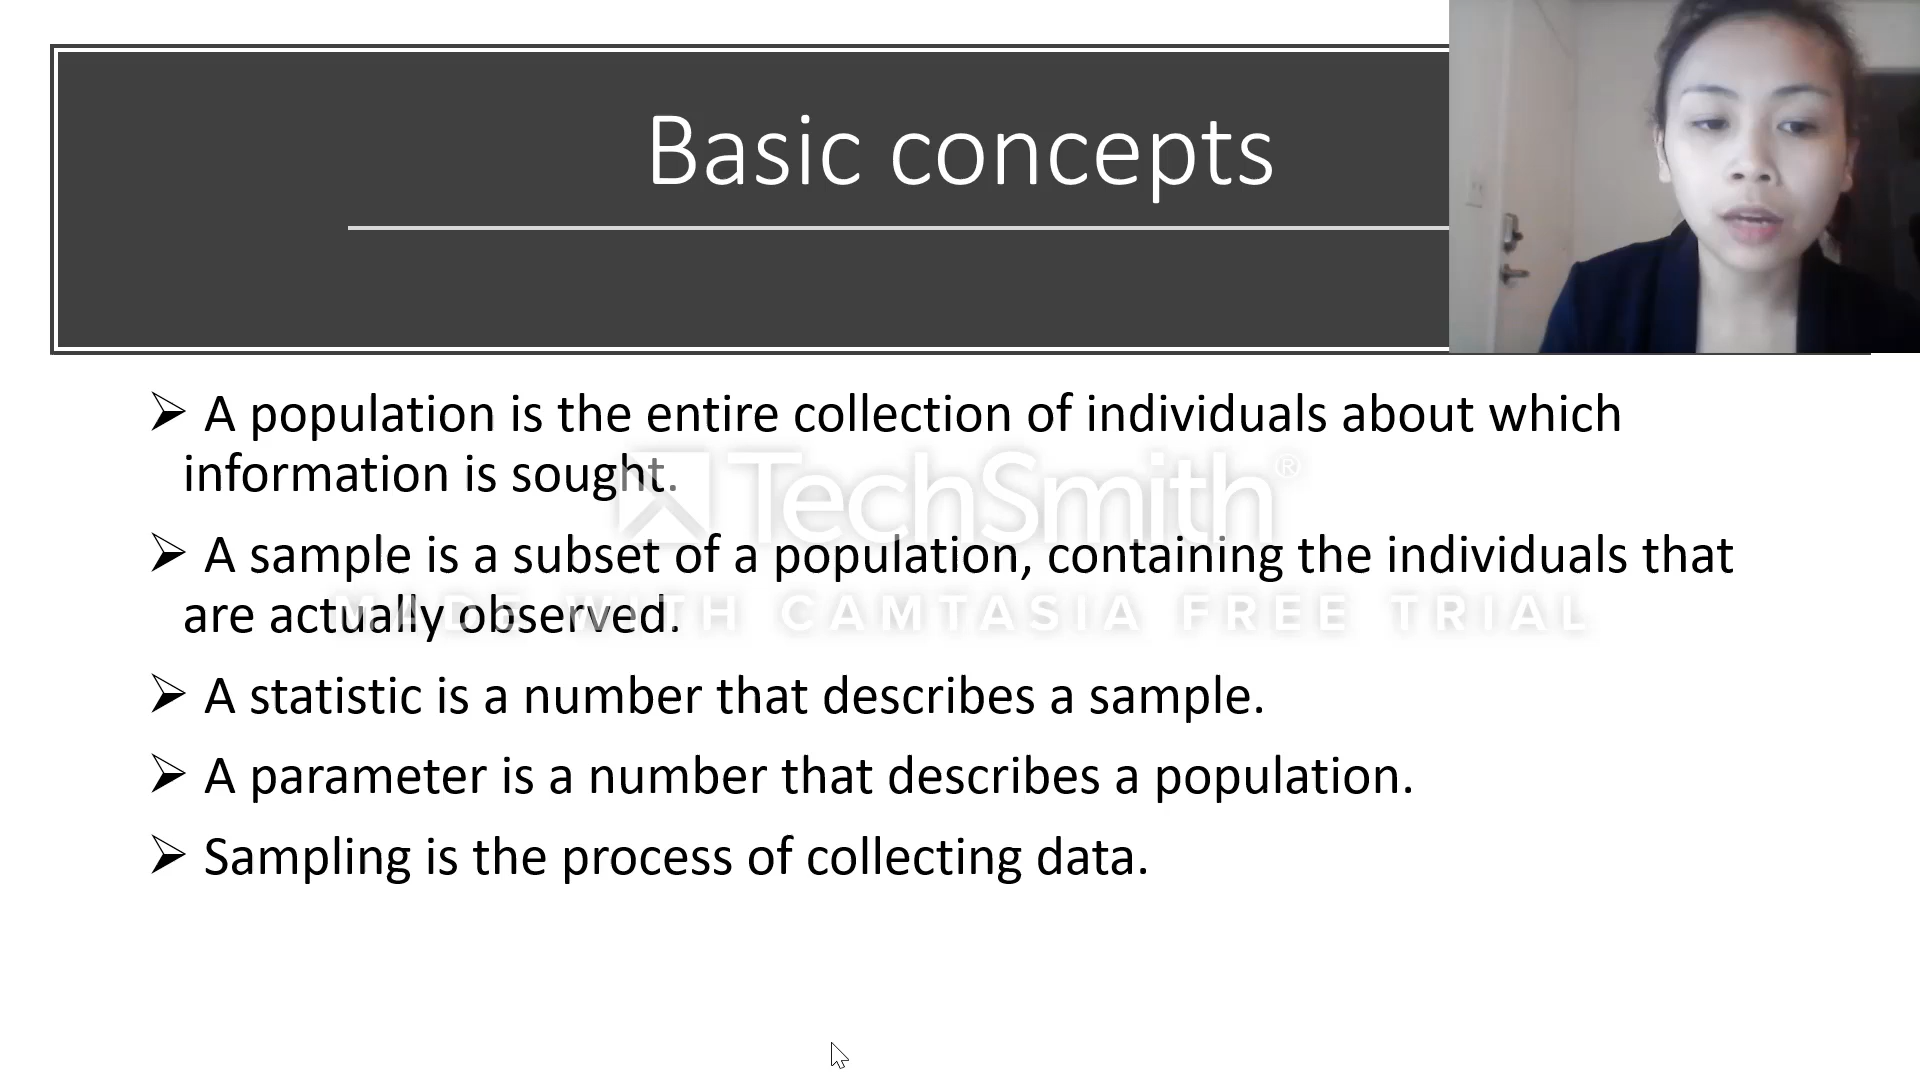 Basic concepts
➢ A population is the entire collection of individuals about which
information is sought.
TechSmith®
➢ A sample is a subset of a population, containing the individuals that
are actually observed.
MADE WITH CAMTASIA FREE TRIAL
➢ A statistic is a number that describes a sample.
➢ A parameter is a number that describes a population.
➢ Sampling is the process of collecting data.